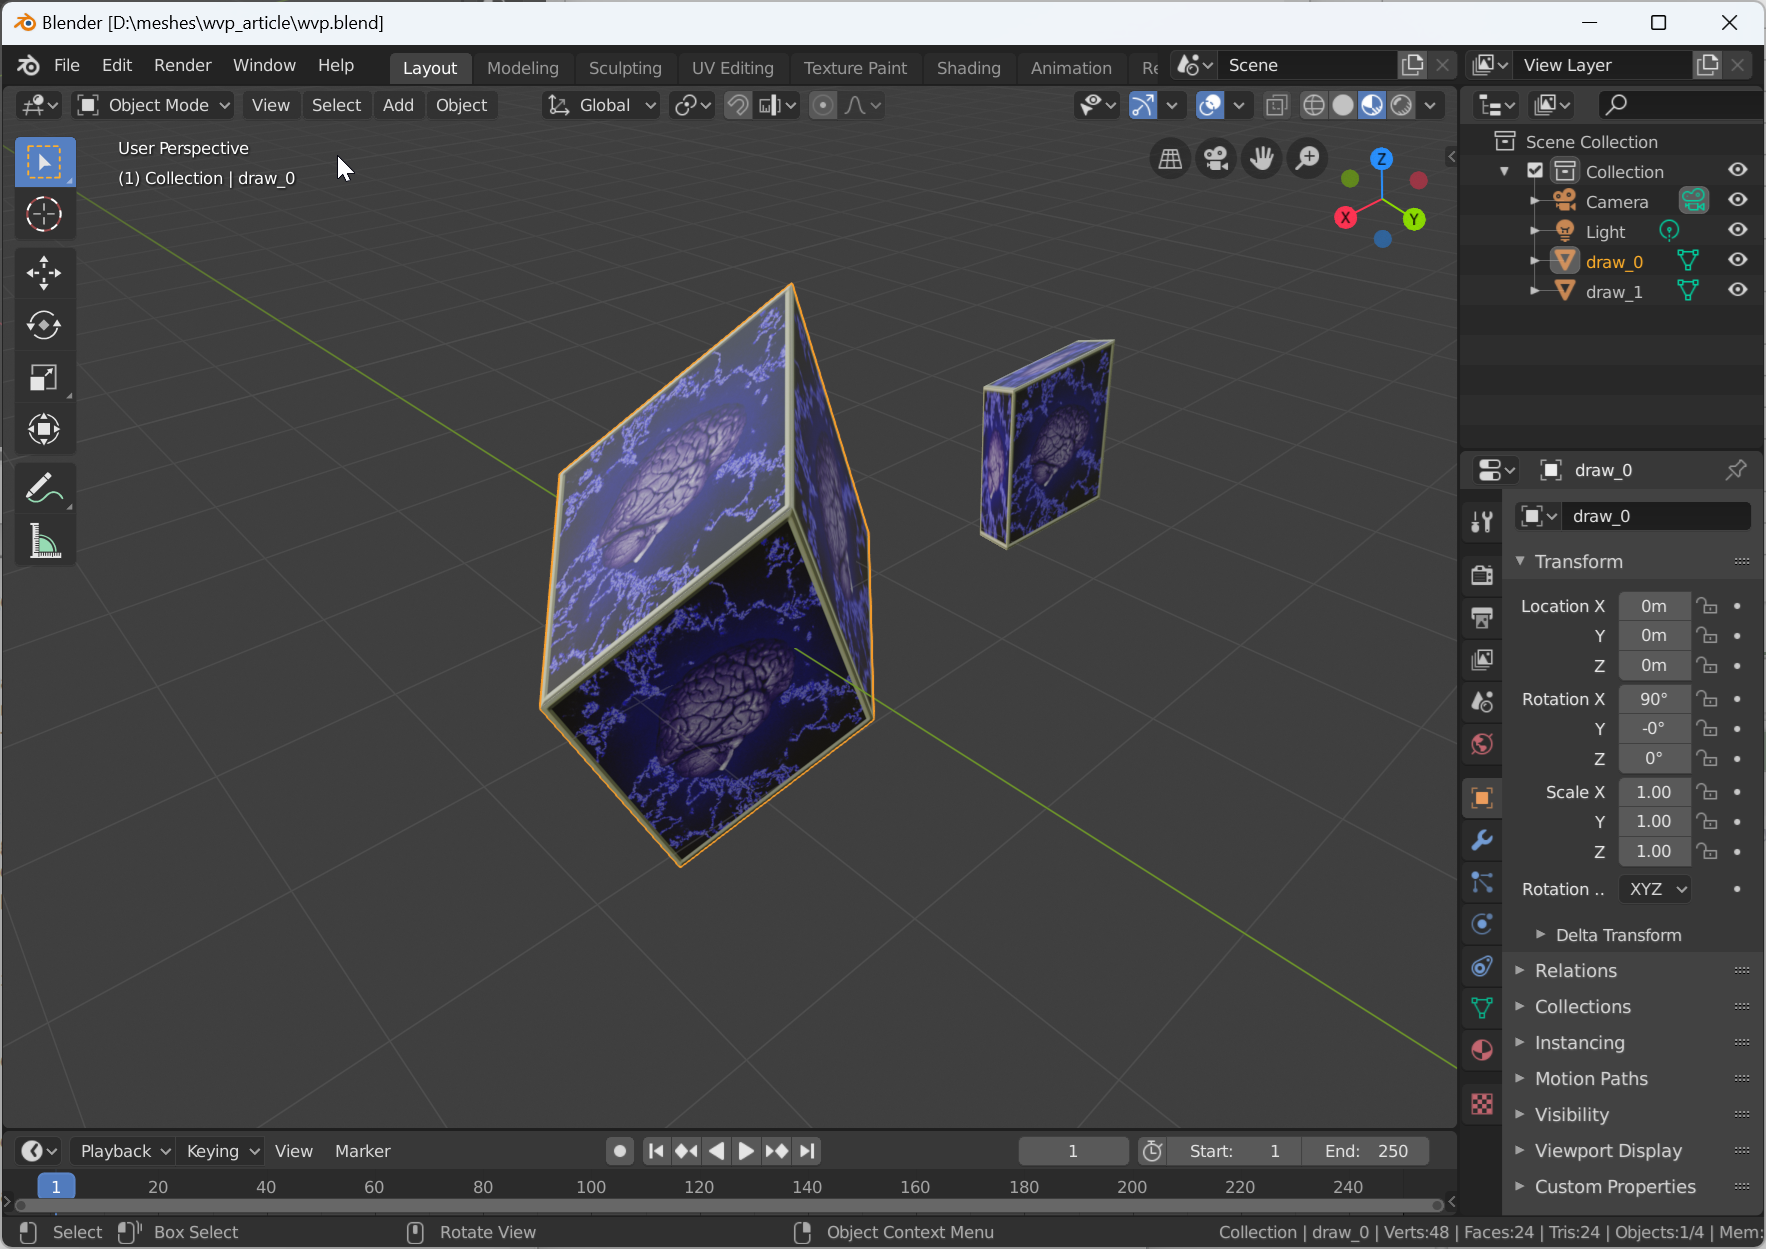 Blender [D:\meshes\wvp_article\wvp.blend]
File Edit Render Window Help Layout Modeling Sculpting UV Editing Texture Paint Shading Animation Re Scene View Layer
Object Mode View Select Add Object Global
User Perspective
(1) Collection | draw_0
Z
X
Y
Scene Collection
Collection
Camera
Light
draw_0
draw_1
draw_0
draw_0
Transform
Location X 0m
Y 0m
Z 0m
Rotation X 90°
Y -0°
Z 0°
Scale X 1.00
Y 1.00
Z 1.00
Rotation .. XYZ
Delta Transform
Relations
Collections
Instancing
Motion Paths
Visibility
Viewport Display
Custom Properties
Playback Keying View Marker 1 Start: 1 End: 250
1 20 40 60 80 100 120 140 160 180 200 220 240
Select Box Select Rotate View Object Context Menu Collection | draw_0 | Verts:48 | Faces:24 | Tris:24 | Objects:1/4 | Mem: